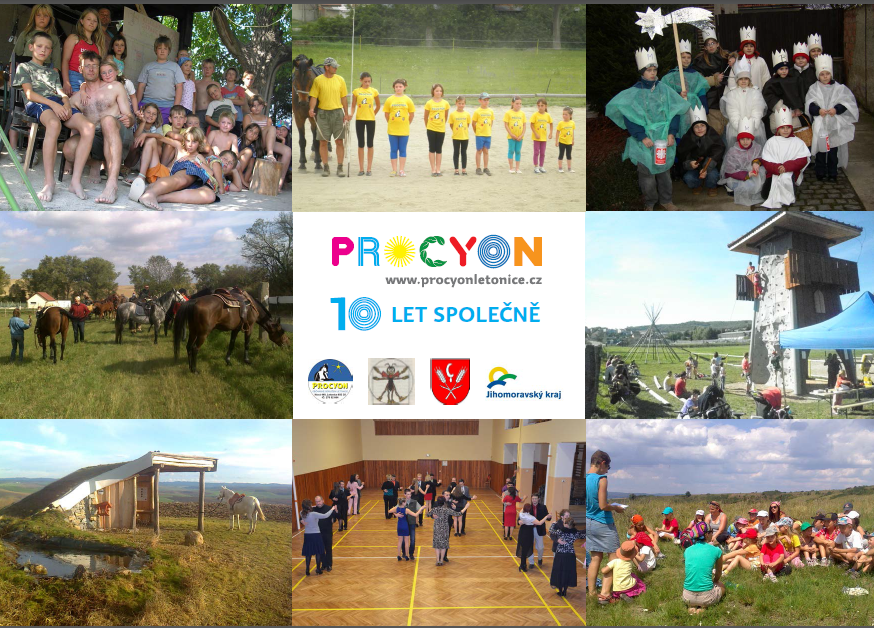 PROCYON
www.procyonletonice.cz
10 LET SPOLEČNĚ
PROCYON
Jihomoravský kraj